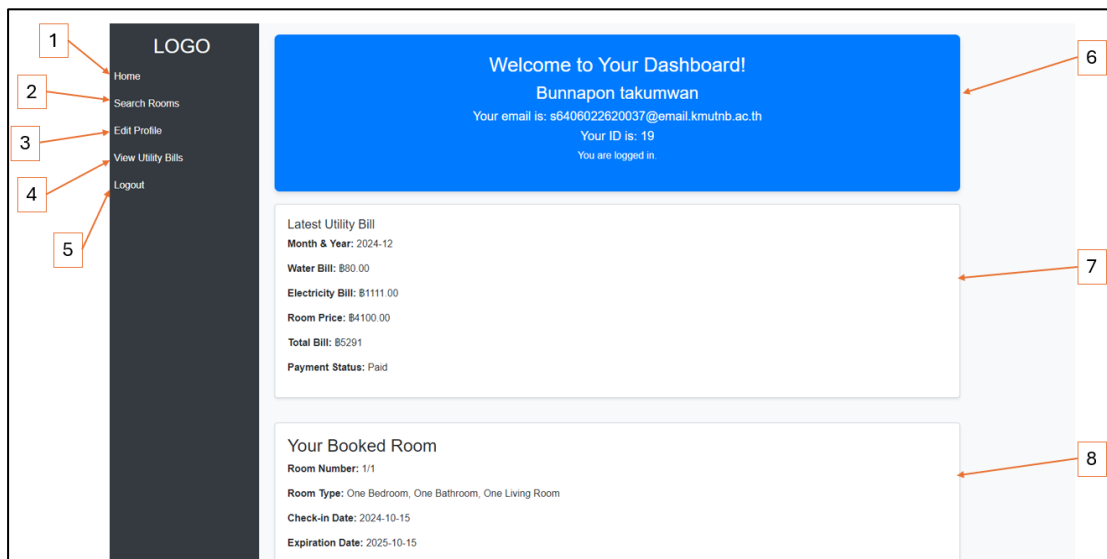 1
2
3
4
5
LOGO
Home
Search Rooms
Edit Profile
View Utility Bills
Logout
Welcome to Your Dashboard!
Bunnapon takumwan
Your email is: s6406022620037@email.kmutnb.ac.th
Your ID is: 19
You are logged in.
6
Latest Utility Bill
Month & Year: 2024-12
Water Bill: ฿80.00
Electricity Bill: ฿1111.00
Room Price: ฿4100.00
Total Bill: ฿5291
Payment Status: Paid
7
Your Booked Room
Room Number: 1/1
Room Type: One Bedroom, One Bathroom, One Living Room
Check-in Date: 2024-10-15
Expiration Date: 2025-10-15
8